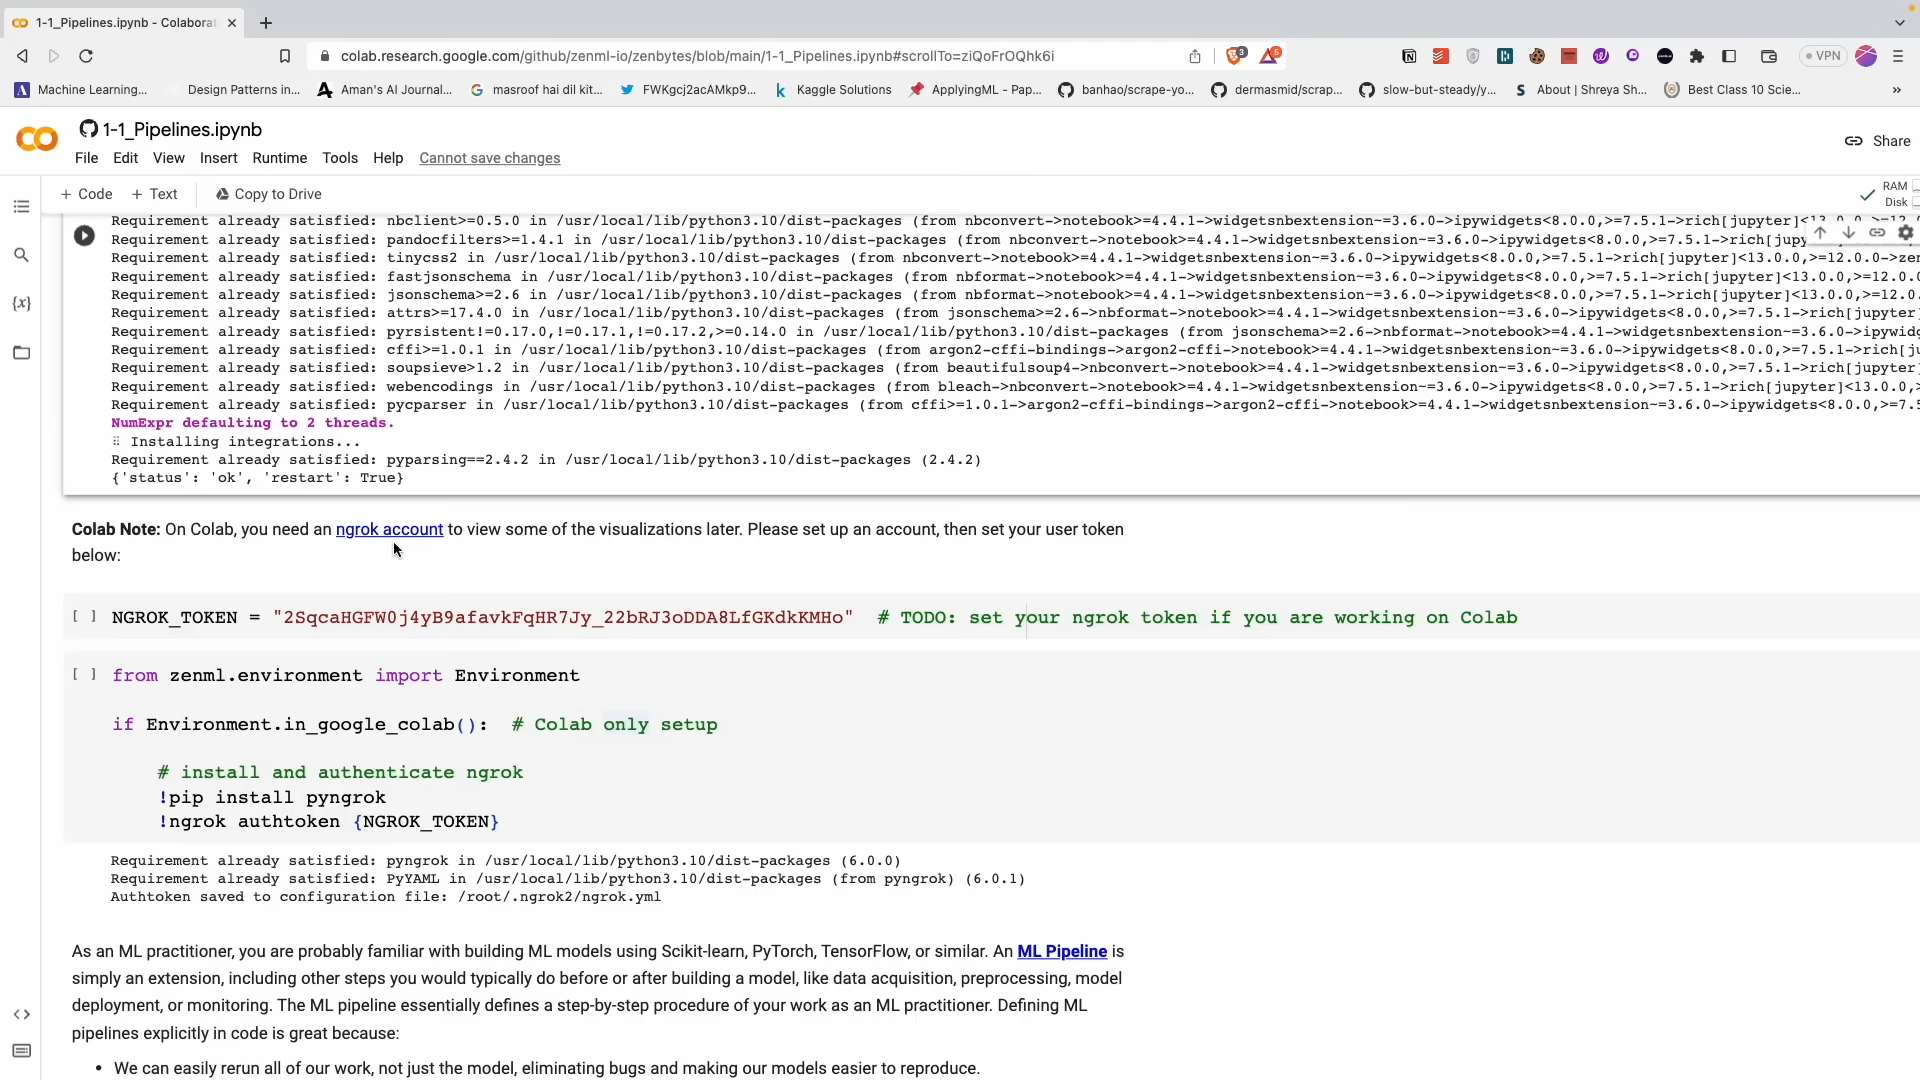 1-1_Pipelines.ipynb - Colabora
colab.research.google.com/github/zenml-io/zenbytes/blob/main/1-1_Pipelines.ipynb#scrollTo=ziQoFrOQhk6i
3
5
VPN
Machine Learning...
Design Patterns in...
Aman's AI Journal...
masroof hai dil kit...
FWKgcj2acAMkp9...
Kaggle Solutions
ApplyingML - Pap...
banhao/scrape-yo...
dermasmid/scrap...
slow-but-steady/y...
About | Shreya Sh...
Best Class 10 Scie...
»
1-1_Pipelines.ipynb
Share
File Edit View Insert Runtime Tools Help Cannot save changes
+ Code + Text Copy to Drive
RAM
Disk
Requirement already satisfied: nbclient>=0.5.0 in /usr/local/lib/python3.10/dist-packages (from nbconvert->notebook>=4.4.1->widgetsnbextension~=3.6.0->ipywidgets<8.0.0,>=7.5.1->rich[jupyter]<13.0.0,>=12.0
Requirement already satisfied: pandocfilters>=1.4.1 in /usr/local/lib/python3.10/dist-packages (from nbconvert->notebook>=4.4.1->widgetsnbextension~=3.6.0->ipywidgets<8.0.0,>=7.5.1->rich[jupy
Requirement already satisfied: tinycss2 in /usr/local/lib/python3.10/dist-packages (from nbconvert->notebook>=4.4.1->widgetsnbextension~=3.6.0->ipywidgets<8.0.0,>=7.5.1->rich[jupyter]<13.0.0,>=12.0.0->zen
Requirement already satisfied: fastjsonschema in /usr/local/lib/python3.10/dist-packages (from nbformat->notebook>=4.4.1->widgetsnbextension~=3.6.0->ipywidgets<8.0.0,>=7.5.1->rich[jupyter]<13.0.0,>=12.0.0
Requirement already satisfied: jsonschema>=2.6 in /usr/local/lib/python3.10/dist-packages (from nbformat->notebook>=4.4.1->widgetsnbextension~=3.6.0->ipywidgets<8.0.0,>=7.5.1->rich[jupyter]<13.0.0,>=12.0.
Requirement already satisfied: attrs>=17.4.0 in /usr/local/lib/python3.10/dist-packages (from jsonschema>=2.6->nbformat->notebook>=4.4.1->widgetsnbextension~=3.6.0->ipywidgets<8.0.0,>=7.5.1->rich[jupyter]
Requirement already satisfied: pyrsistent!=0.17.0,!=0.17.1,!=0.17.2,>=0.14.0 in /usr/local/lib/python3.10/dist-packages (from jsonschema>=2.6->nbformat->notebook>=4.4.1->widgetsnbextension~=3.6.0->ipywidg
Requirement already satisfied: cffi>=1.0.1 in /usr/local/lib/python3.10/dist-packages (from argon2-cffi-bindings->argon2-cffi->notebook>=4.4.1->widgetsnbextension~=3.6.0->ipywidgets<8.0.0,>=7.5.1->rich[ju
Requirement already satisfied: soupsieve>1.2 in /usr/local/lib/python3.10/dist-packages (from beautifulsoup4->nbconvert->notebook>=4.4.1->widgetsnbextension~=3.6.0->ipywidgets<8.0.0,>=7.5.1->rich[jupyter]
Requirement already satisfied: webencodings in /usr/local/lib/python3.10/dist-packages (from bleach->nbconvert->notebook>=4.4.1->widgetsnbextension~=3.6.0->ipywidgets<8.0.0,>=7.5.1->rich[jupyter]<13.0.0,>
Requirement already satisfied: pycparser in /usr/local/lib/python3.10/dist-packages (from cffi>=1.0.1->argon2-cffi-bindings->argon2-cffi->notebook>=4.4.1->widgetsnbextension~=3.6.0->ipywidgets<8.0.0,>=7.5
NumExpr defaulting to 2 threads.
⠿ Installing integrations...
Requirement already satisfied: pyparsing==2.4.2 in /usr/local/lib/python3.10/dist-packages (2.4.2)
{'status': 'ok', 'restart': True}
Colab Note: On Colab, you need an ngrok account to view some of the visualizations later. Please set up an account, then set your user token
below:
[ ] NGROK_TOKEN = "2SqcaHGFW0j4yB9afavkFqHR7Jy_22bRJ3oDDA8LfGKdkKMHo" # TODO: set your ngrok token if you are working on Colab
[ ] from zenml.environment import Environment
if Environment.in_google_colab(): # Colab only setup
# install and authenticate ngrok
!pip install pyngrok
!ngrok authtoken {NGROK_TOKEN}
Requirement already satisfied: pyngrok in /usr/local/lib/python3.10/dist-packages (6.0.0)
Requirement already satisfied: PyYAML in /usr/local/lib/python3.10/dist-packages (from pyngrok) (6.0.1)
Authtoken saved to configuration file: /root/.ngrok2/ngrok.yml
As an ML practitioner, you are probably familiar with building ML models using Scikit-learn, PyTorch, TensorFlow, or similar. An ML Pipeline is
simply an extension, including other steps you would typically do before or after building a model, like data acquisition, preprocessing, model
deployment, or monitoring. The ML pipeline essentially defines a step-by-step procedure of your work as an ML practitioner. Defining ML
pipelines explicitly in code is great because:
• We can easily rerun all of our work, not just the model, eliminating bugs and making our models easier to reproduce.